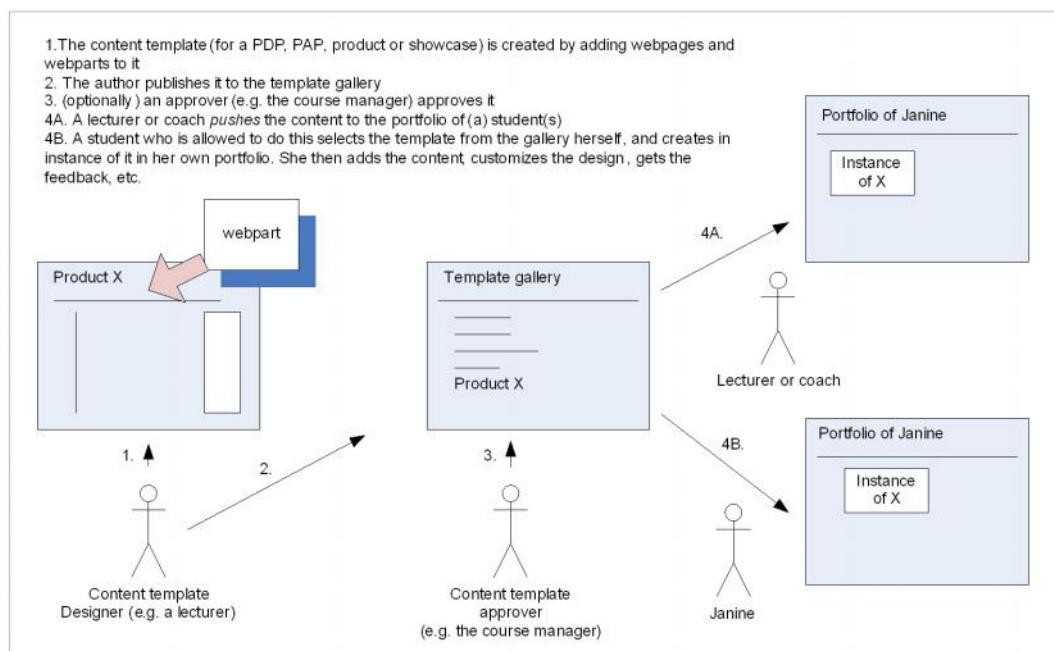 1.The content template (for a PDP, PAP, product or showcase) is created by adding webpages and
webparts to it
2. The author publishes it to the template gallery
3. (optionally) an approver (e.g. the course manager) approves it
4A. A lecturer or coach pushes the content to the portfolio of (a) student(s)
4B. A student who is allowed to do this selects the template from the gallery herself, and creates in
instance of it in her own portfolio. She then adds the content, customizes the design, gets the
feedback, etc.
webpart
Product X
Template gallery
Product X
Portfolio of Janine
Instance
of X
4A.
Lecturer or coach
4B.
Portfolio of Janine
Instance
of X
1.
2.
3.
Content template
Designer (e.g. a lecturer)
Content template
approver
(e.g. the course manager)
Janine